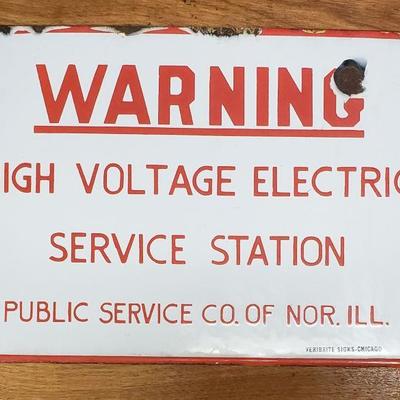 WARNING
IGH VOLTAGE ELECTRIC
SERVICE STATION
PUBLIC SERVICE CO. OF NOR. ILL.
VERIBRITE SIGNS-CHICAGO